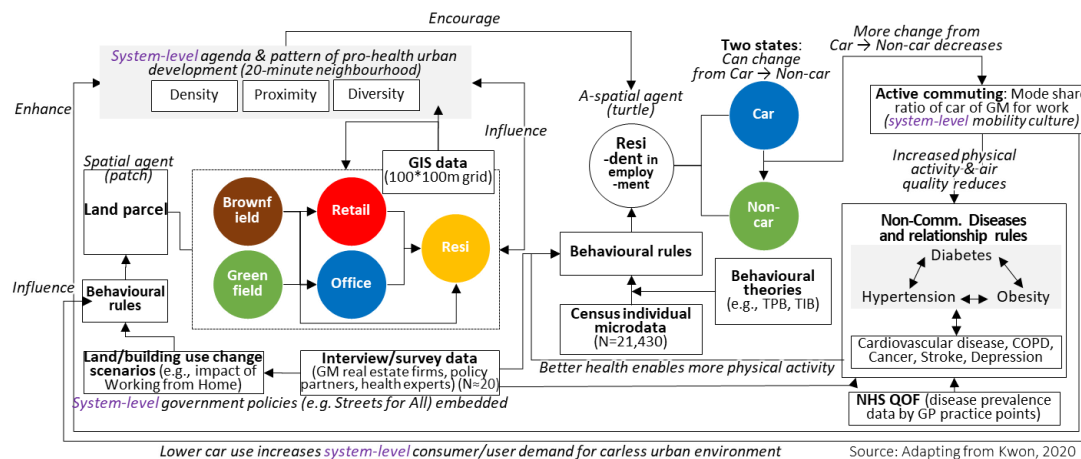 Encourage
System-level agenda & pattern of pro-health urban
development (20-minute neighbourhood)
Density
Proximity
Diversity
Enhance
Influence
A-spatial agent
(turtle)
Two states:
Can change
from Car → Non-car
More change from
Car → Non-car decreases
Car
Non-
car
Active commuting: Mode share
ratio of car of GM for work
(system-level mobility culture)
Increased physical
activity & air
quality reduces
Spatial agent
(patch)
Land parcel
GIS data
(100*100m grid)
Brownf
ield
Retail
Resi
Green
field
Office
Resi
-dent in
employ
-ment
Influence
Behavioural
rules
Behavioural rules
Behavioural
theories
(e.g., TPB, TIB)
Census individual
microdata
(N=21,430)
Non-Comm. Diseases
and relationship rules
Diabetes
Hypertension
Obesity
Cardiovascular disease, COPD,
Cancer, Stroke, Depression
Land/building use change
scenarios (e.g., impact of
Working from Home)
Interview/survey data
(GM real estate firms, policy
partners, health experts) (N≈20)
Better health enables more physical activity
System-level government policies (e.g. Streets for All) embedded
NHS QOF (disease prevalence
data by GP practice points)
Lower car use increases system-level consumer/user demand for carless urban environment
Source: Adapting from Kwon, 2020